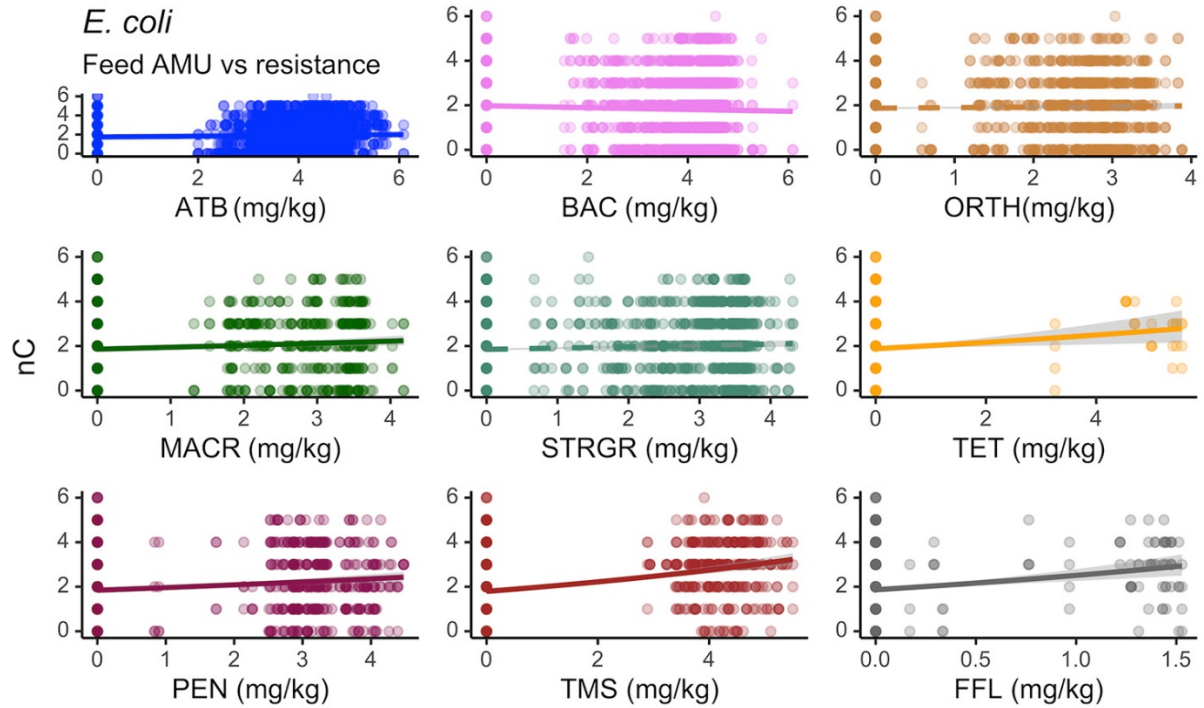 E. coli
Feed AMU vs resistance
6
5
4
3
2
1
0
0 2 4 6
ATB (mg/kg)
6
4
2
0
0 2 4 6
BAC (mg/kg)
6
4
2
0
0 1 2 3 4
ORTH(mg/kg)
nC
6
4
2
0
0 1 2 3 4
MACR (mg/kg)
6
4
2
0
0 1 2 3 4
STRGR (mg/kg)
6
4
2
0
0 2 4
TET (mg/kg)
6
4
2
0
0 1 2 3 4
PEN (mg/kg)
6
4
2
0
0 2 4
TMS (mg/kg)
6
4
2
0
0.0 0.5 1.0 1.5
FFL (mg/kg)